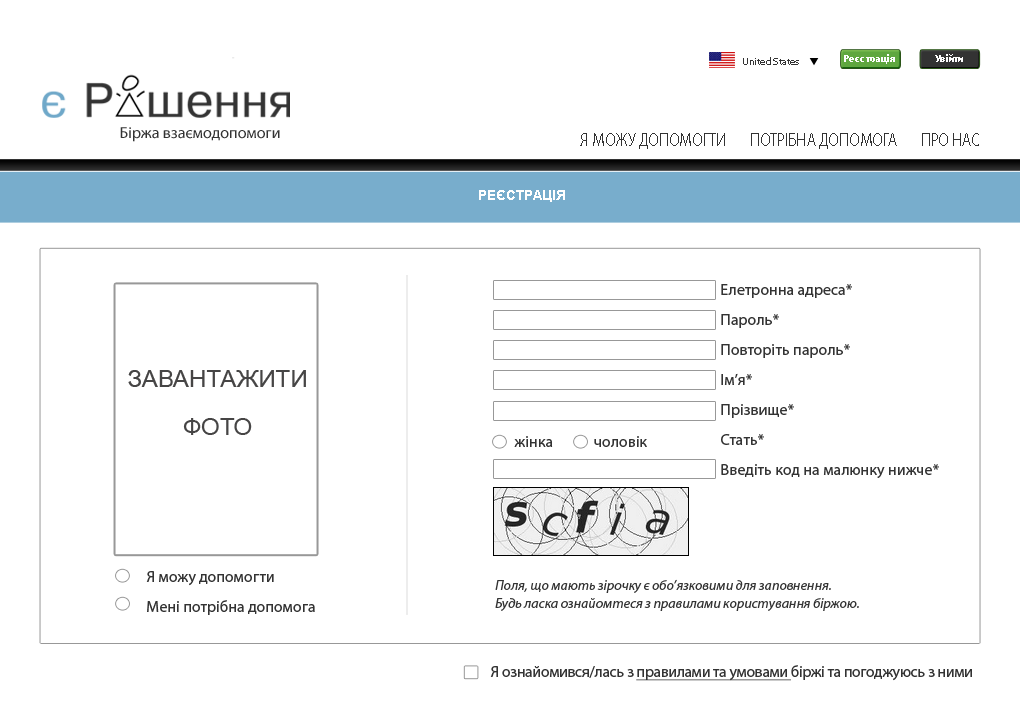 United States
Реєстрація
Увійти
є Рішення
Біржа взаємодопомоги
Я МОЖУ ДОПОМОГТИ
ПОТРІБНА ДОПОМОГА
ПРО НАС
РЕЄСТРАЦІЯ
ЗАВАНТАЖИТИ
ФОТО
Я можу допомогти
Мені потрібна допомога
Елетронна адреса*
Пароль*
Повторіть пароль*
Ім’я*
Прізвище*
жінка чоловік Стать*
Введіть код на малюнку нижче*
scfia
Поля, що мають зірочку є обо’язковими для заповнення.
Будь ласка ознайомтеся з правилами користування біржою.
Я ознайомився/лась з правилами та умовами біржі та погоджуюсь з ними